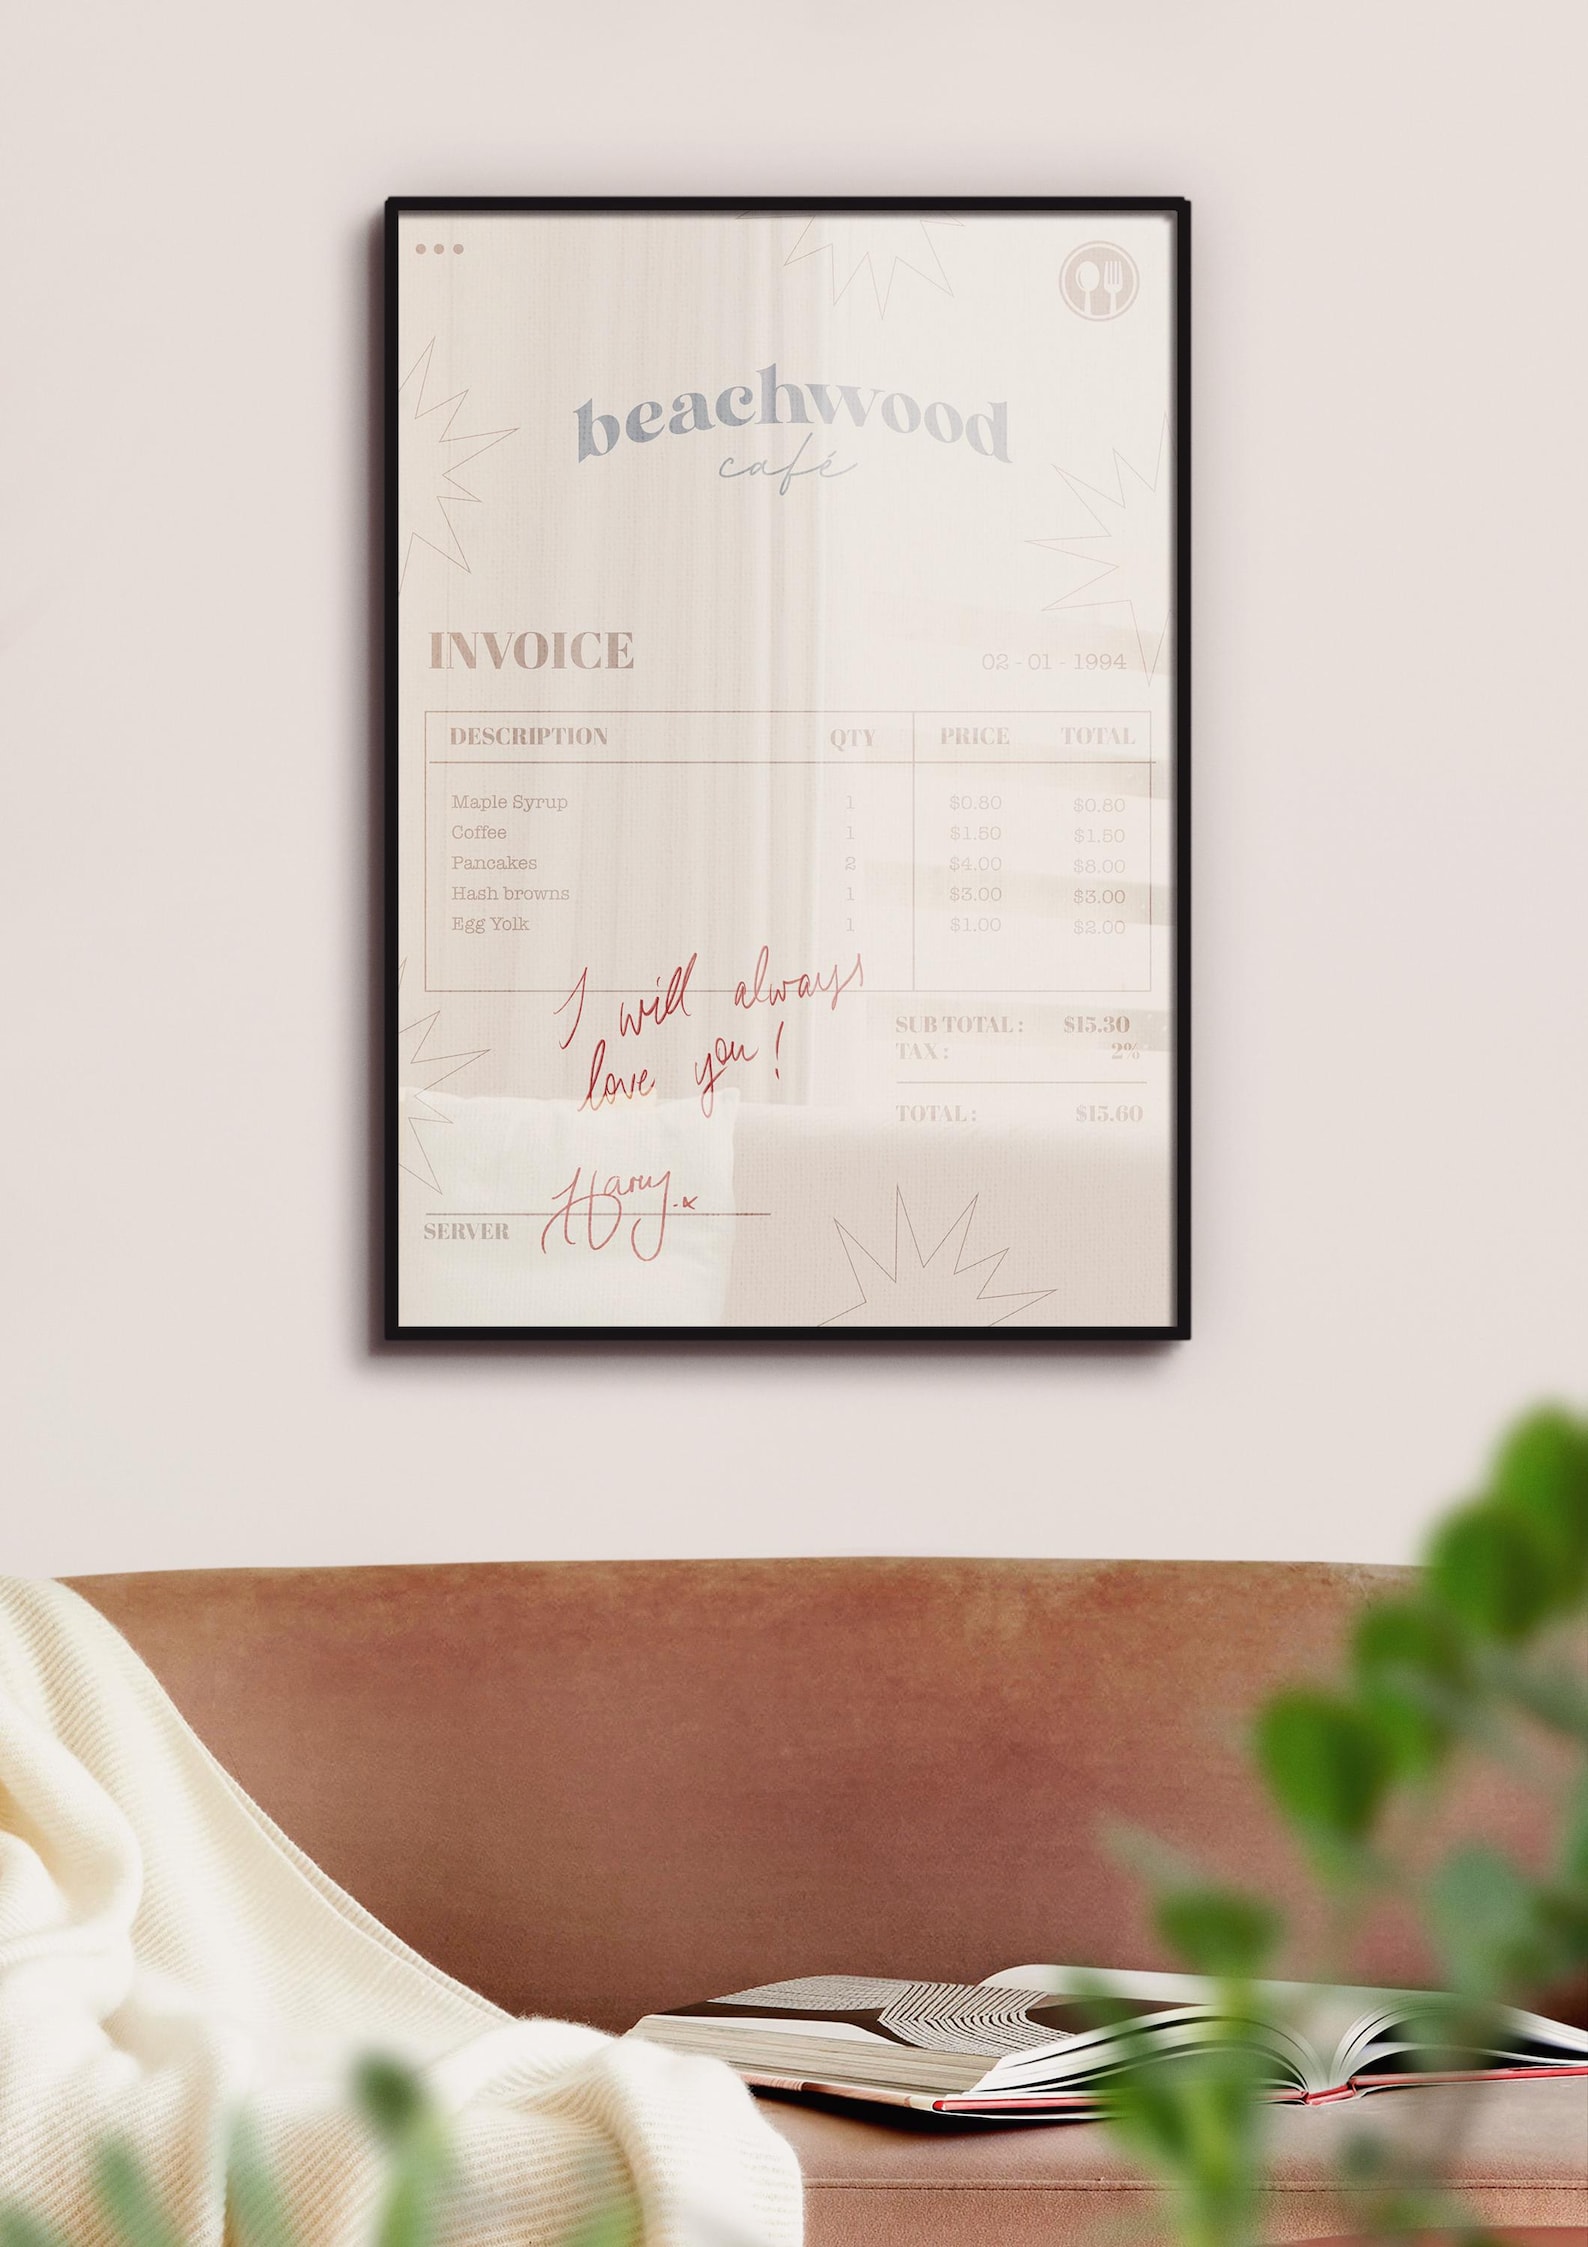 beachwood
café
INVOICE 02 - 01 - 1994
DESCRIPTION QTY PRICE TOTAL
Maple Syrup 1 $0.80 $0.80
Coffee 1 $1.50 $1.50
Pancakes 2 $4.00 $8.00
Hash browns 1 $3.00 $3.00
Egg Yolk 1 $1.00 $2.00
I will always
love you!
SUB TOTAL: $15.30
TAX: 2%
TOTAL: $15.60
Harry.x
SERVER